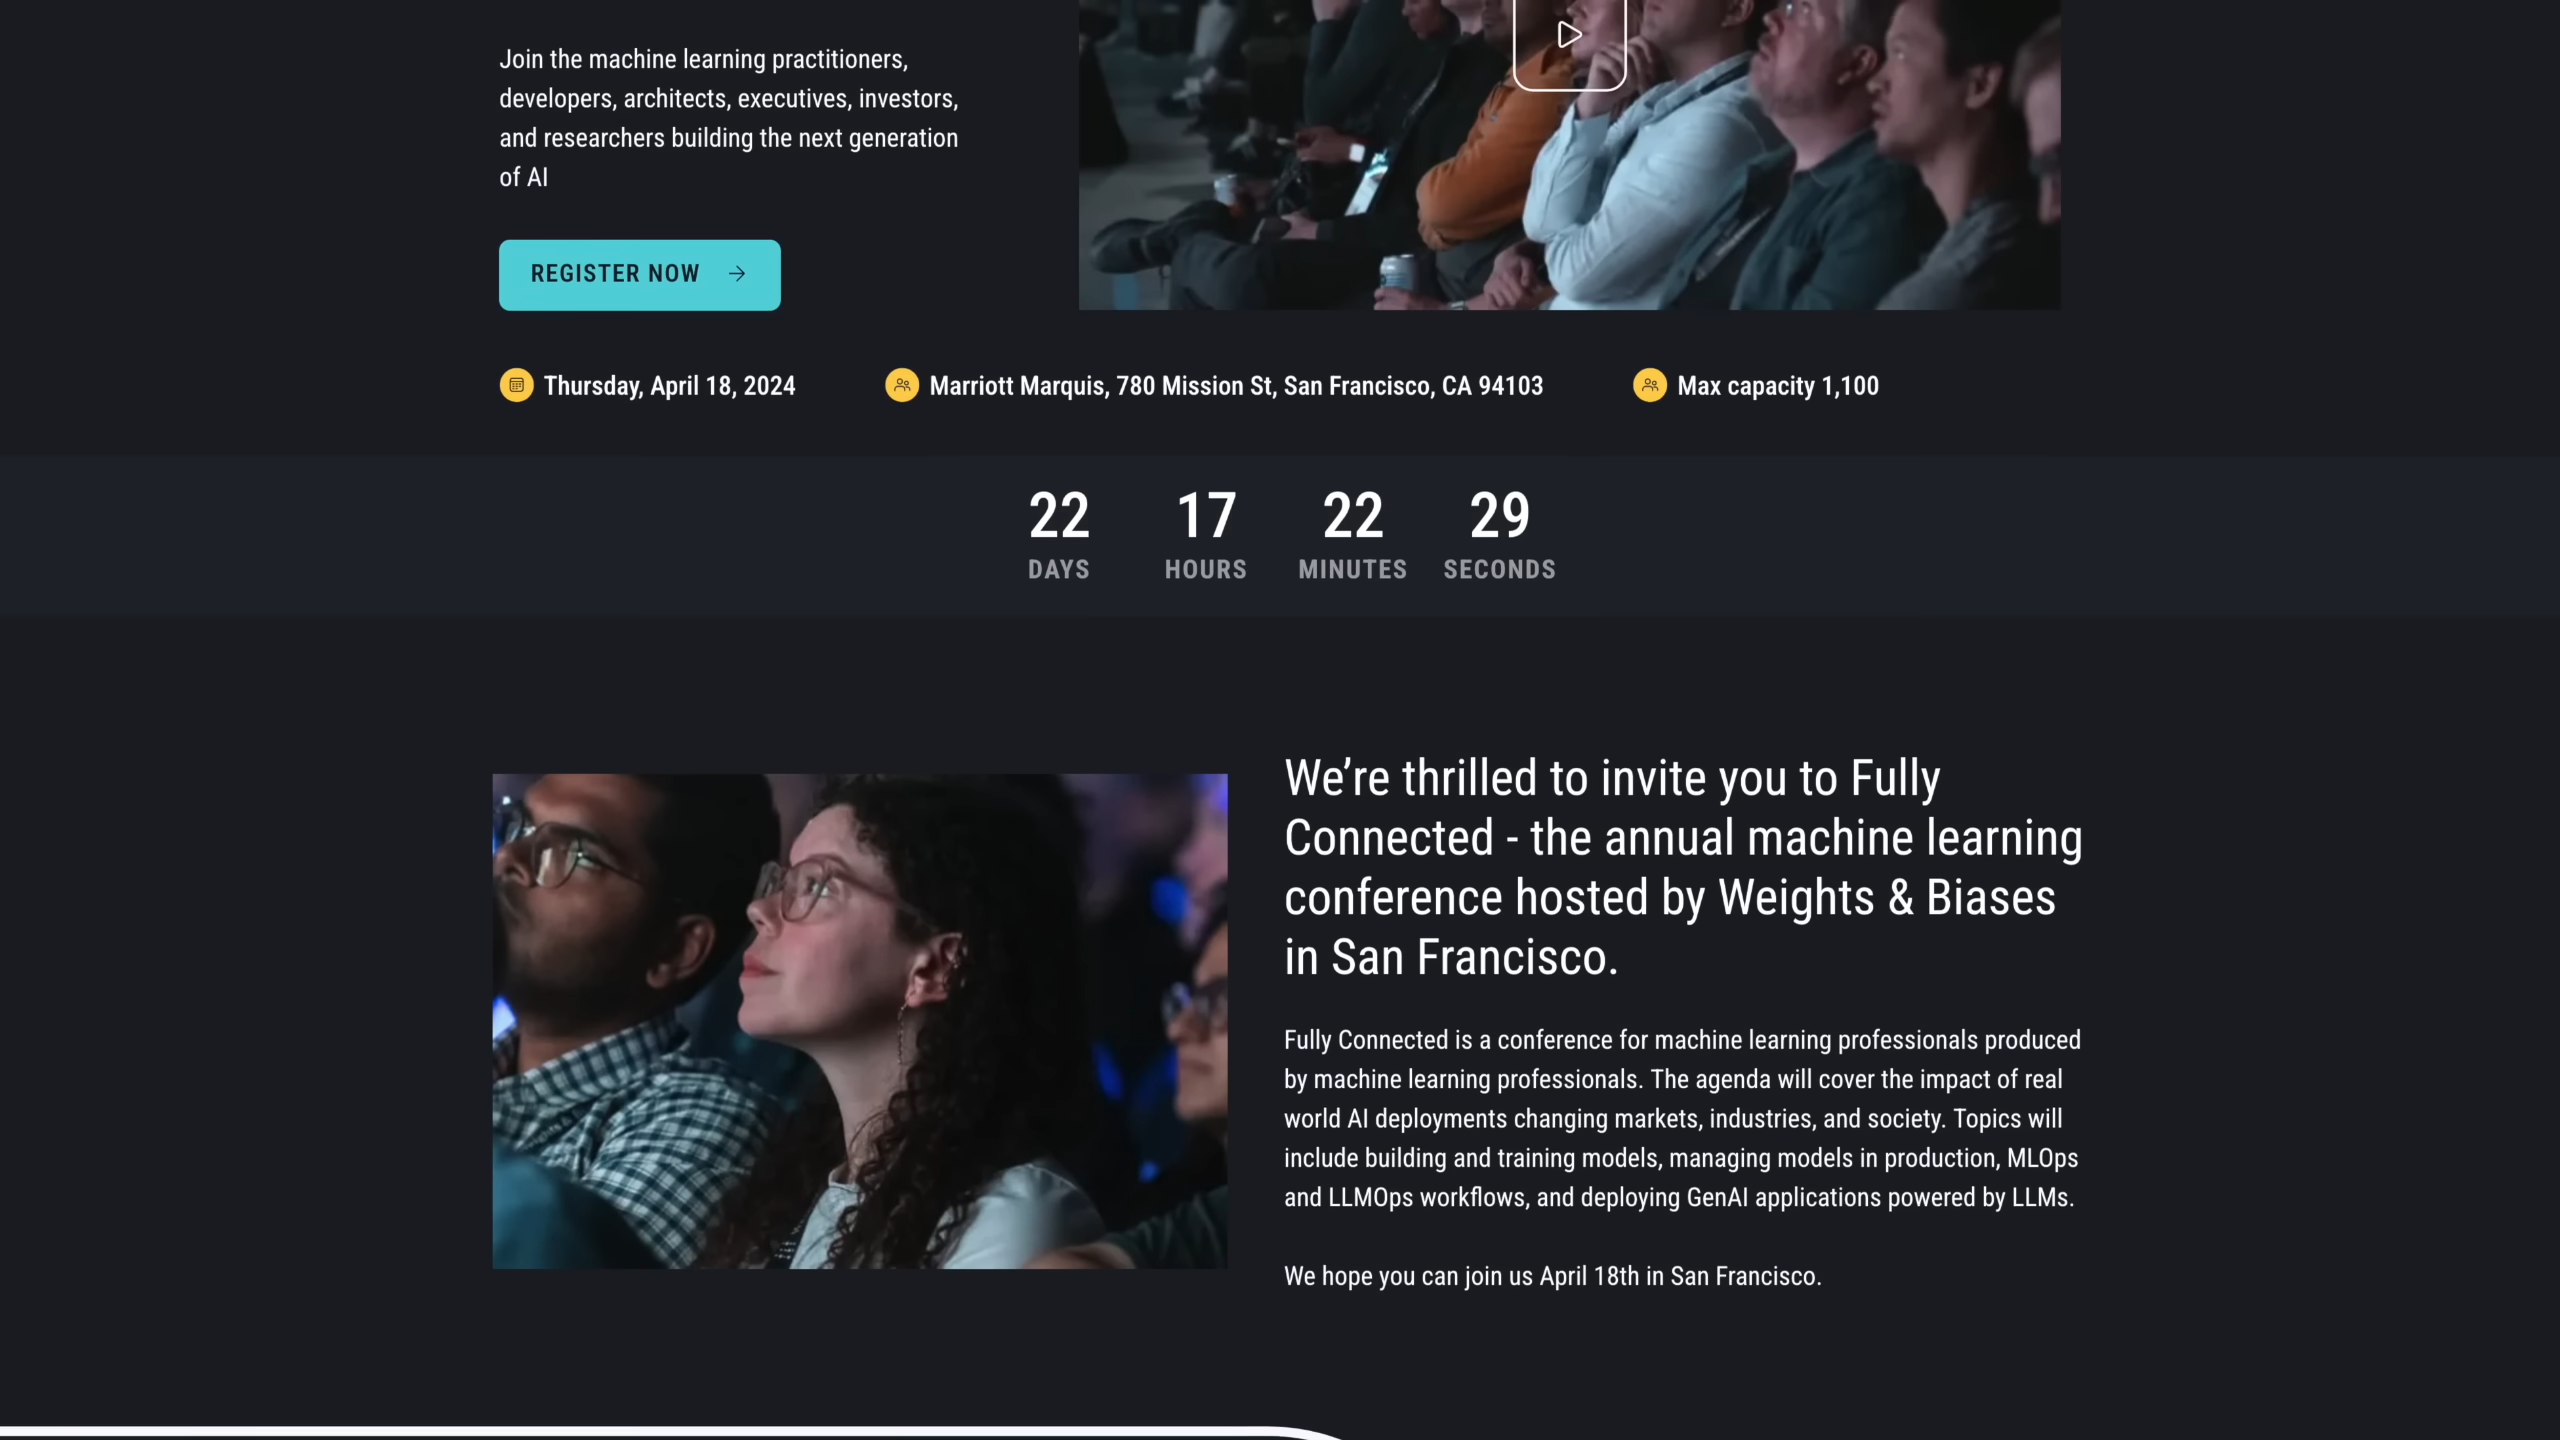 Join the machine learning practitioners,
developers, architects, executives, investors,
and researchers building the next generation
of AI
REGISTER NOW
Thursday, April 18, 2024
Marriott Marquis, 780 Mission St, San Francisco, CA 94103
Max capacity 1,100
22 17 22 29
DAYS HOURS MINUTES SECONDS
We’re thrilled to invite you to Fully
Connected - the annual machine learning
conference hosted by Weights & Biases
in San Francisco.
Fully Connected is a conference for machine learning professionals produced
by machine learning professionals. The agenda will cover the impact of real
world AI deployments changing markets, industries, and society. Topics will
include building and training models, managing models in production, MLOps
and LLMOps workflows, and deploying GenAI applications powered by LLMs.
We hope you can join us April 18th in San Francisco.